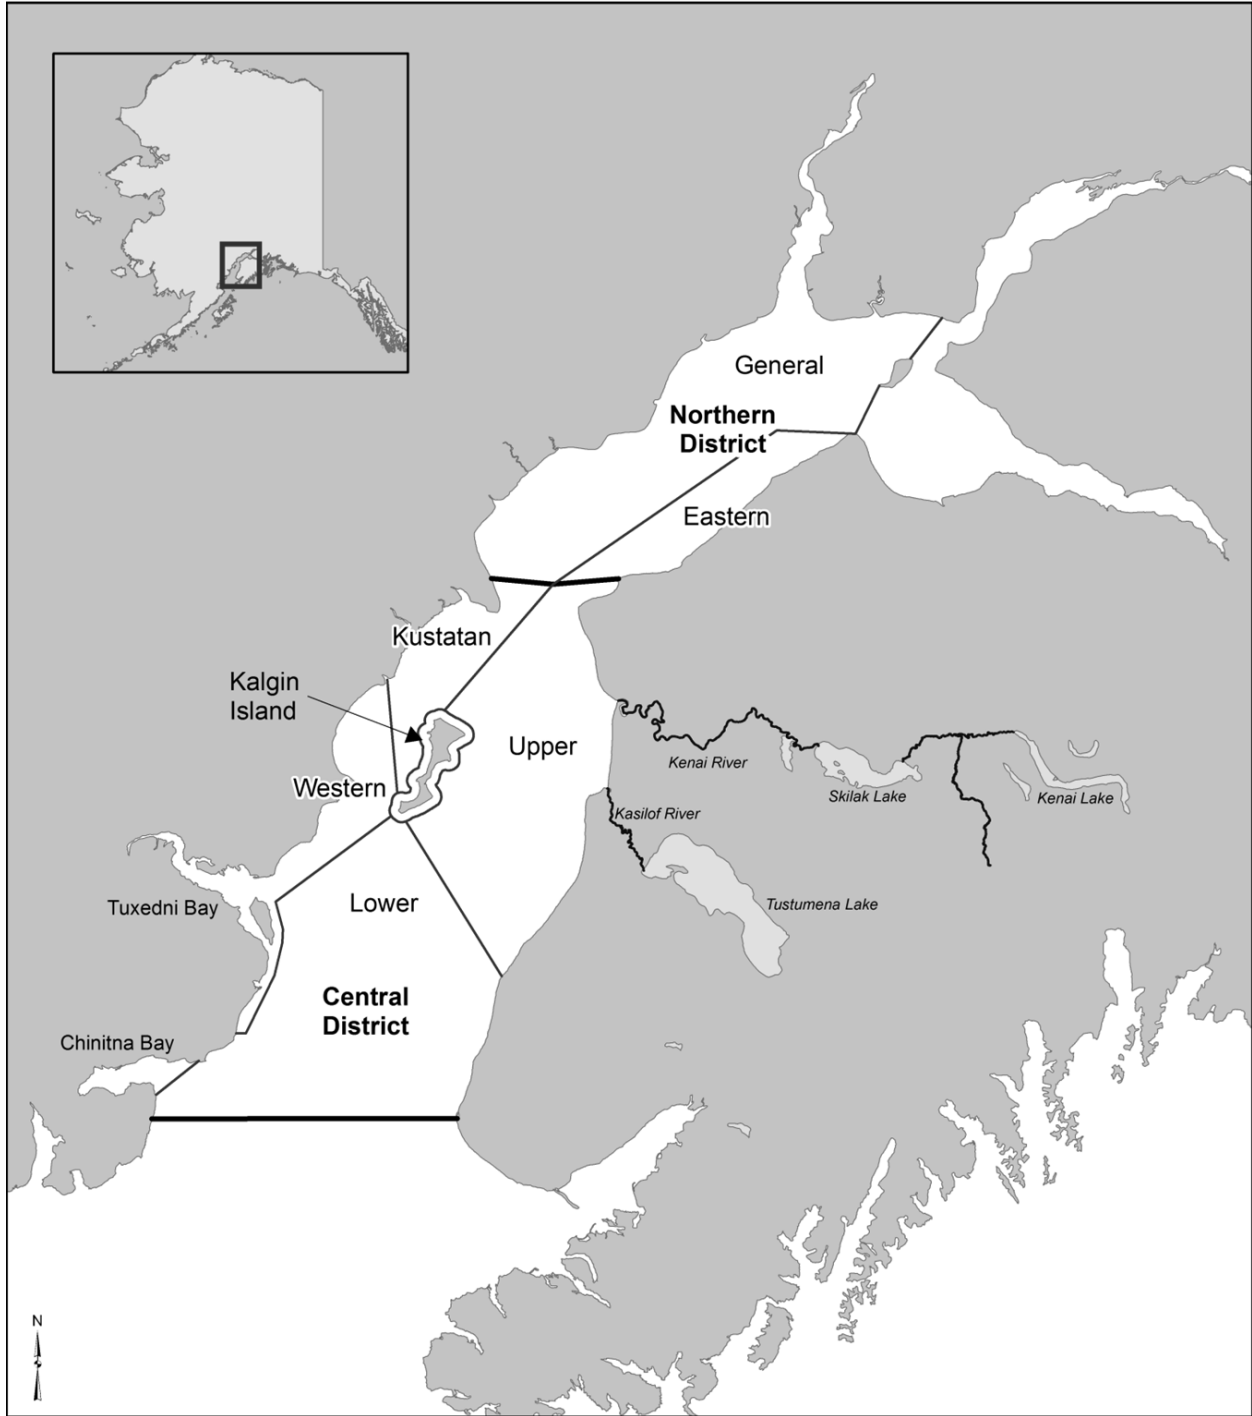 General
Northern
District
Eastern
Kustatan
Kalgin
Island
Upper
Kenai River
Western
Skilak Lake
Kenai Lake
Kasilof River
Lower
Tuxedni Bay
Tustumena Lake
Central
District
Chinitna Bay
N